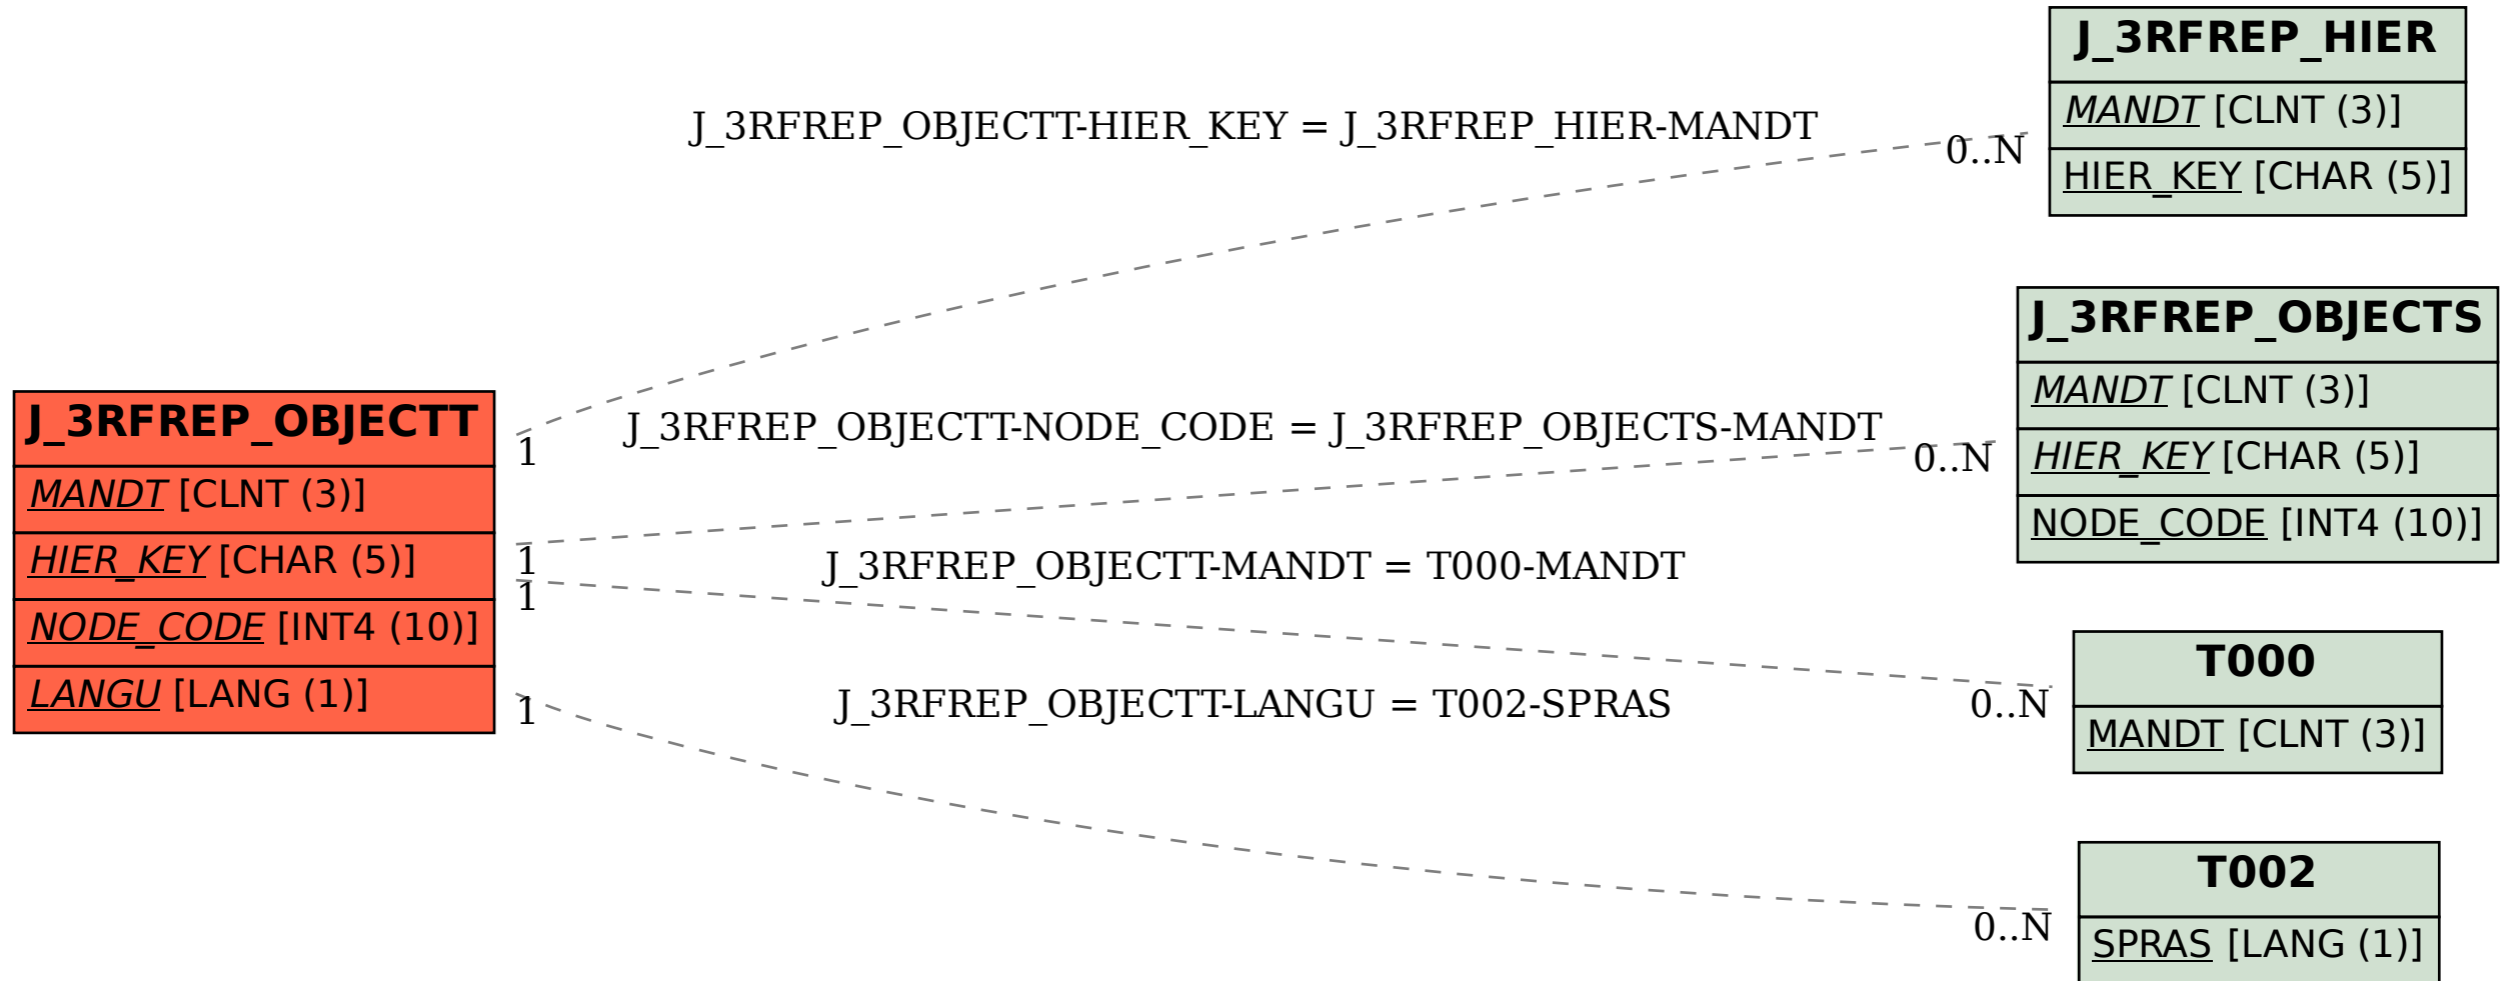 J_3RFREP_OBJECTT
MANDT [CLNT (3)]
HIER_KEY [CHAR (5)]
NODE_CODE [INT4 (10)]
LANGU [LANG (1)]
J_3RFREP_OBJECTT-HIER_KEY = J_3RFREP_HIER-MANDT
1
0..N
J_3RFREP_OBJECTT-NODE_CODE = J_3RFREP_OBJECTS-MANDT
1
0..N
J_3RFREP_OBJECTT-MANDT = T000-MANDT
1
0..N
J_3RFREP_OBJECTT-LANGU = T002-SPRAS
1
0..N
J_3RFREP_HIER
MANDT [CLNT (3)]
HIER_KEY [CHAR (5)]
J_3RFREP_OBJECTS
MANDT [CLNT (3)]
HIER_KEY [CHAR (5)]
NODE_CODE [INT4 (10)]
T000
MANDT [CLNT (3)]
T002
SPRAS [LANG (1)]